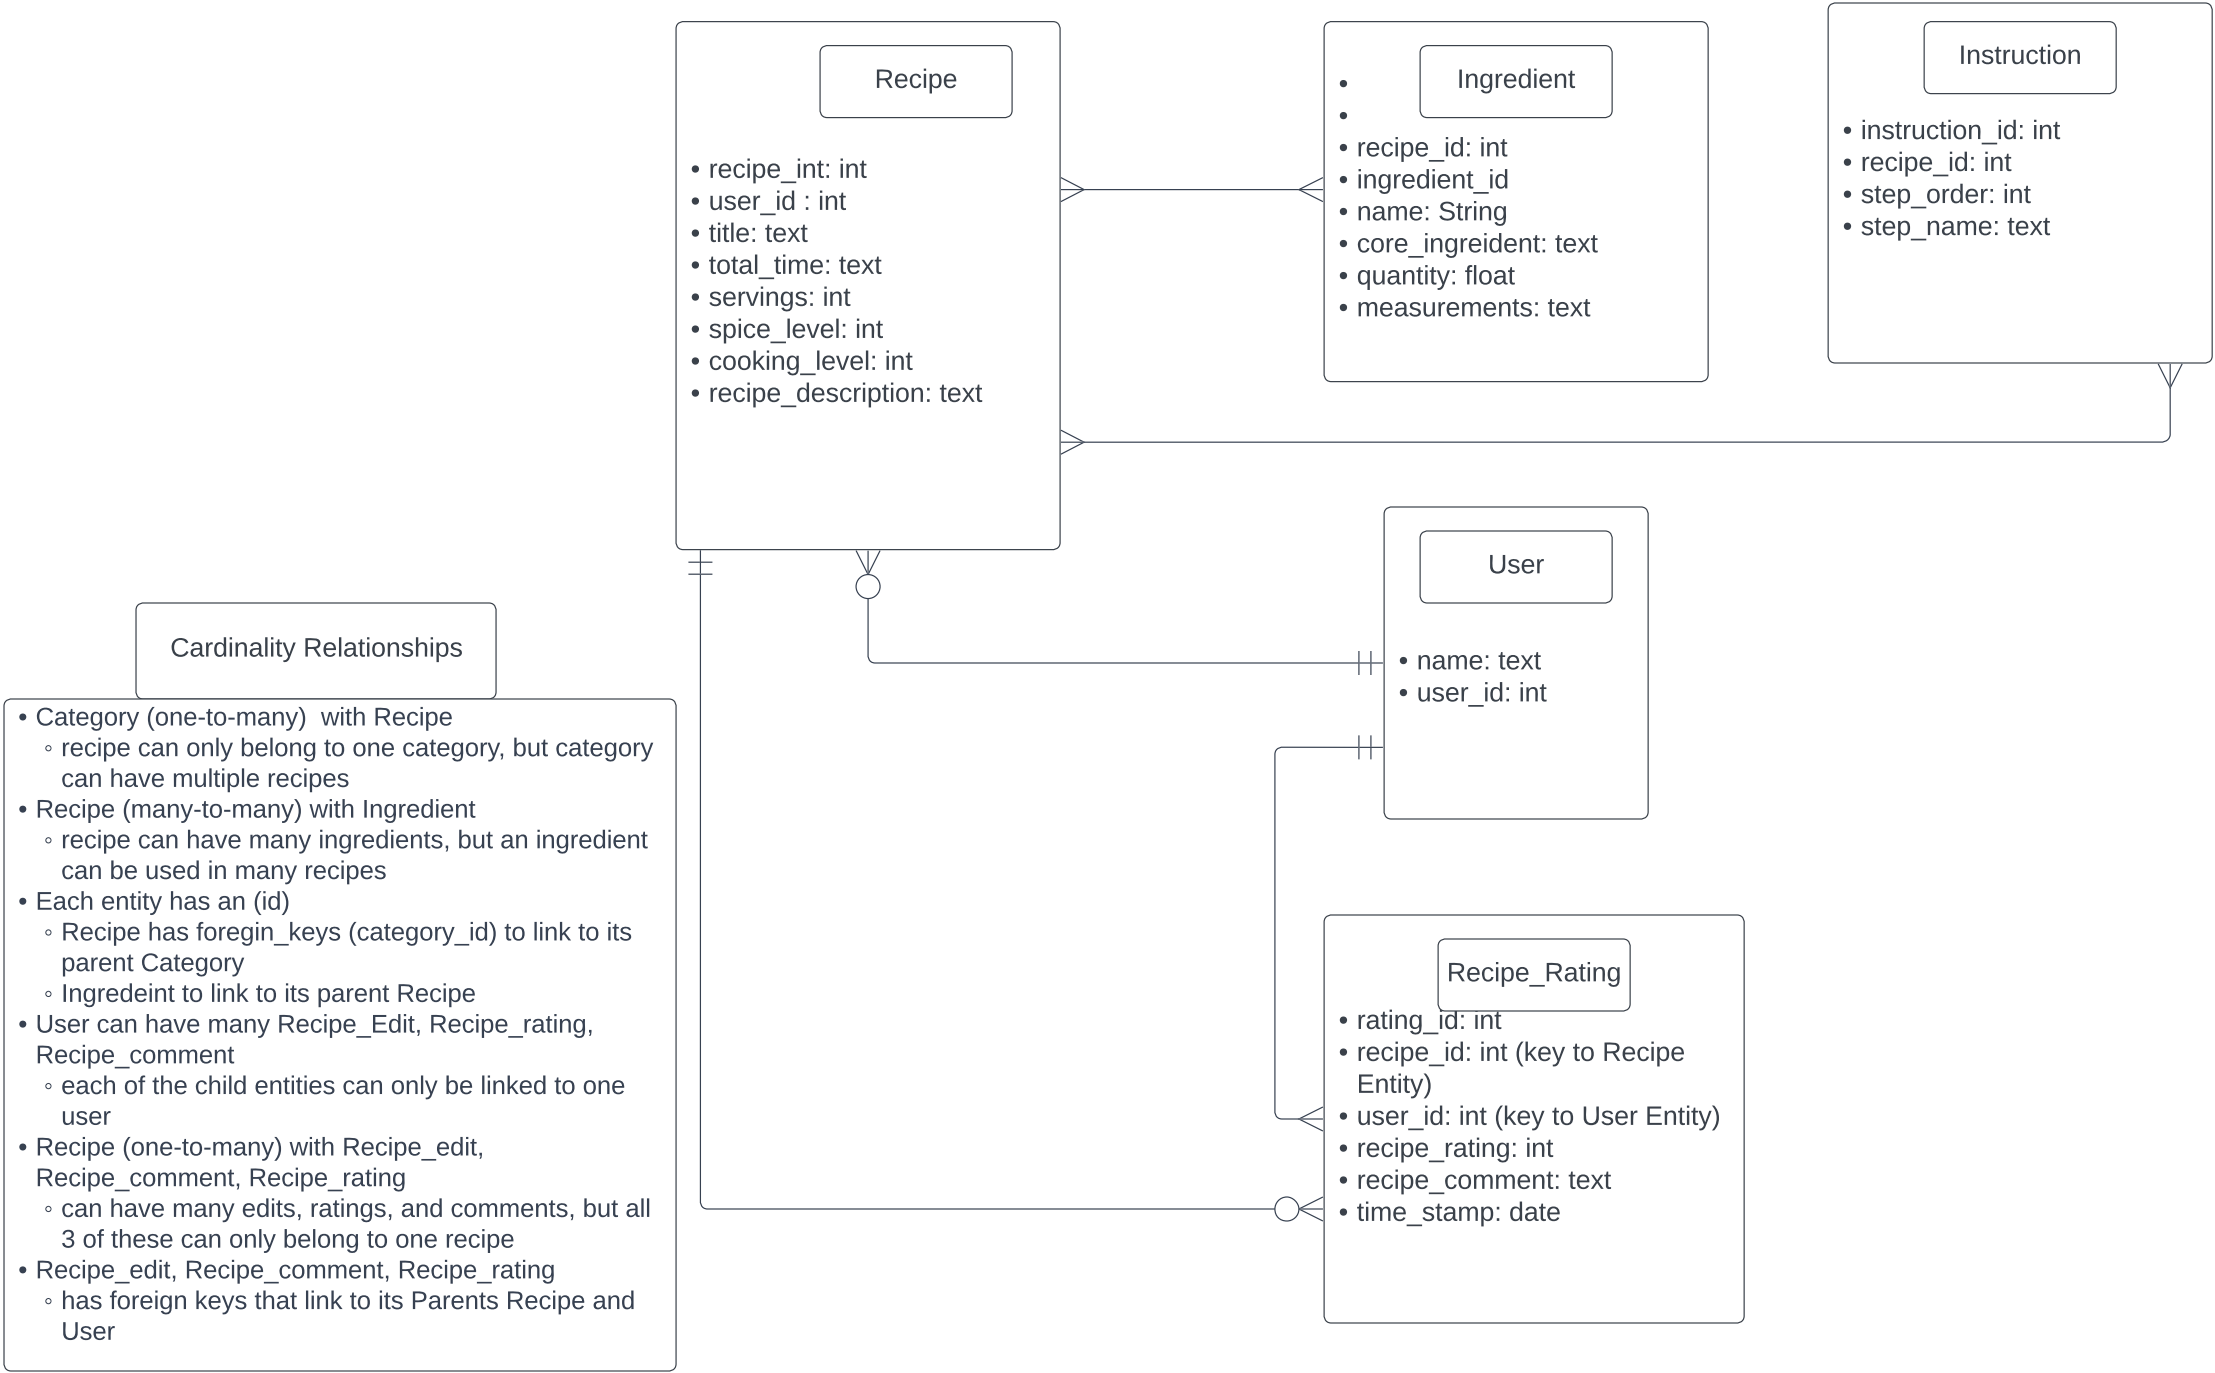 Recipe
• recipe_int: int
• user_id : int
• title: text
• total_time: text
• servings: int
• spice_level: int
• cooking_level: int
• recipe_description: text
Ingredient
•
•
• recipe_id: int
• ingredient_id
• name: String
• core_ingreident: text
• quantity: float
• measurements: text
Instruction
• instruction_id: int
• recipe_id: int
• step_order: int
• step_name: text
User
• name: text
• user_id: int
Cardinality Relationships
• Category (one-to-many)  with Recipe
◦ recipe can only belong to one category, but category
can have multiple recipes
• Recipe (many-to-many) with Ingredient
◦ recipe can have many ingredients, but an ingredient
can be used in many recipes
• Each entity has an (id)
◦ Recipe has foregin_keys (category_id) to link to its
parent Category
◦ Ingredeint to link to its parent Recipe
• User can have many Recipe_Edit, Recipe_rating,
Recipe_comment
◦ each of the child entities can only be linked to one
user
• Recipe (one-to-many) with Recipe_edit,
Recipe_comment, Recipe_rating
◦ can have many edits, ratings, and comments, but all
3 of these can only belong to one recipe
• Recipe_edit, Recipe_comment, Recipe_rating
◦ has foreign keys that link to its Parents Recipe and
User
Recipe_Rating
• rating_id: int
• recipe_id: int (key to Recipe
Entity)
• user_id: int (key to User Entity)
• recipe_rating: int
• recipe_comment: text
• time_stamp: date